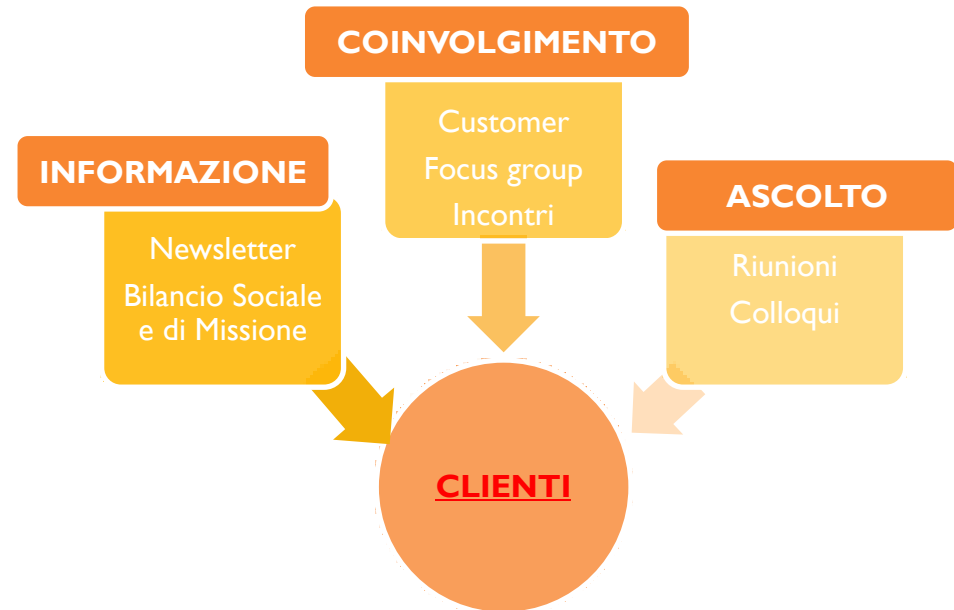 COINVOLGIMENTO
Customer
Focus group
Incontri
INFORMAZIONE
Newsletter
Bilancio Sociale
e di Missione
ASCOLTO
Riunioni
Colloqui
CLIENTI